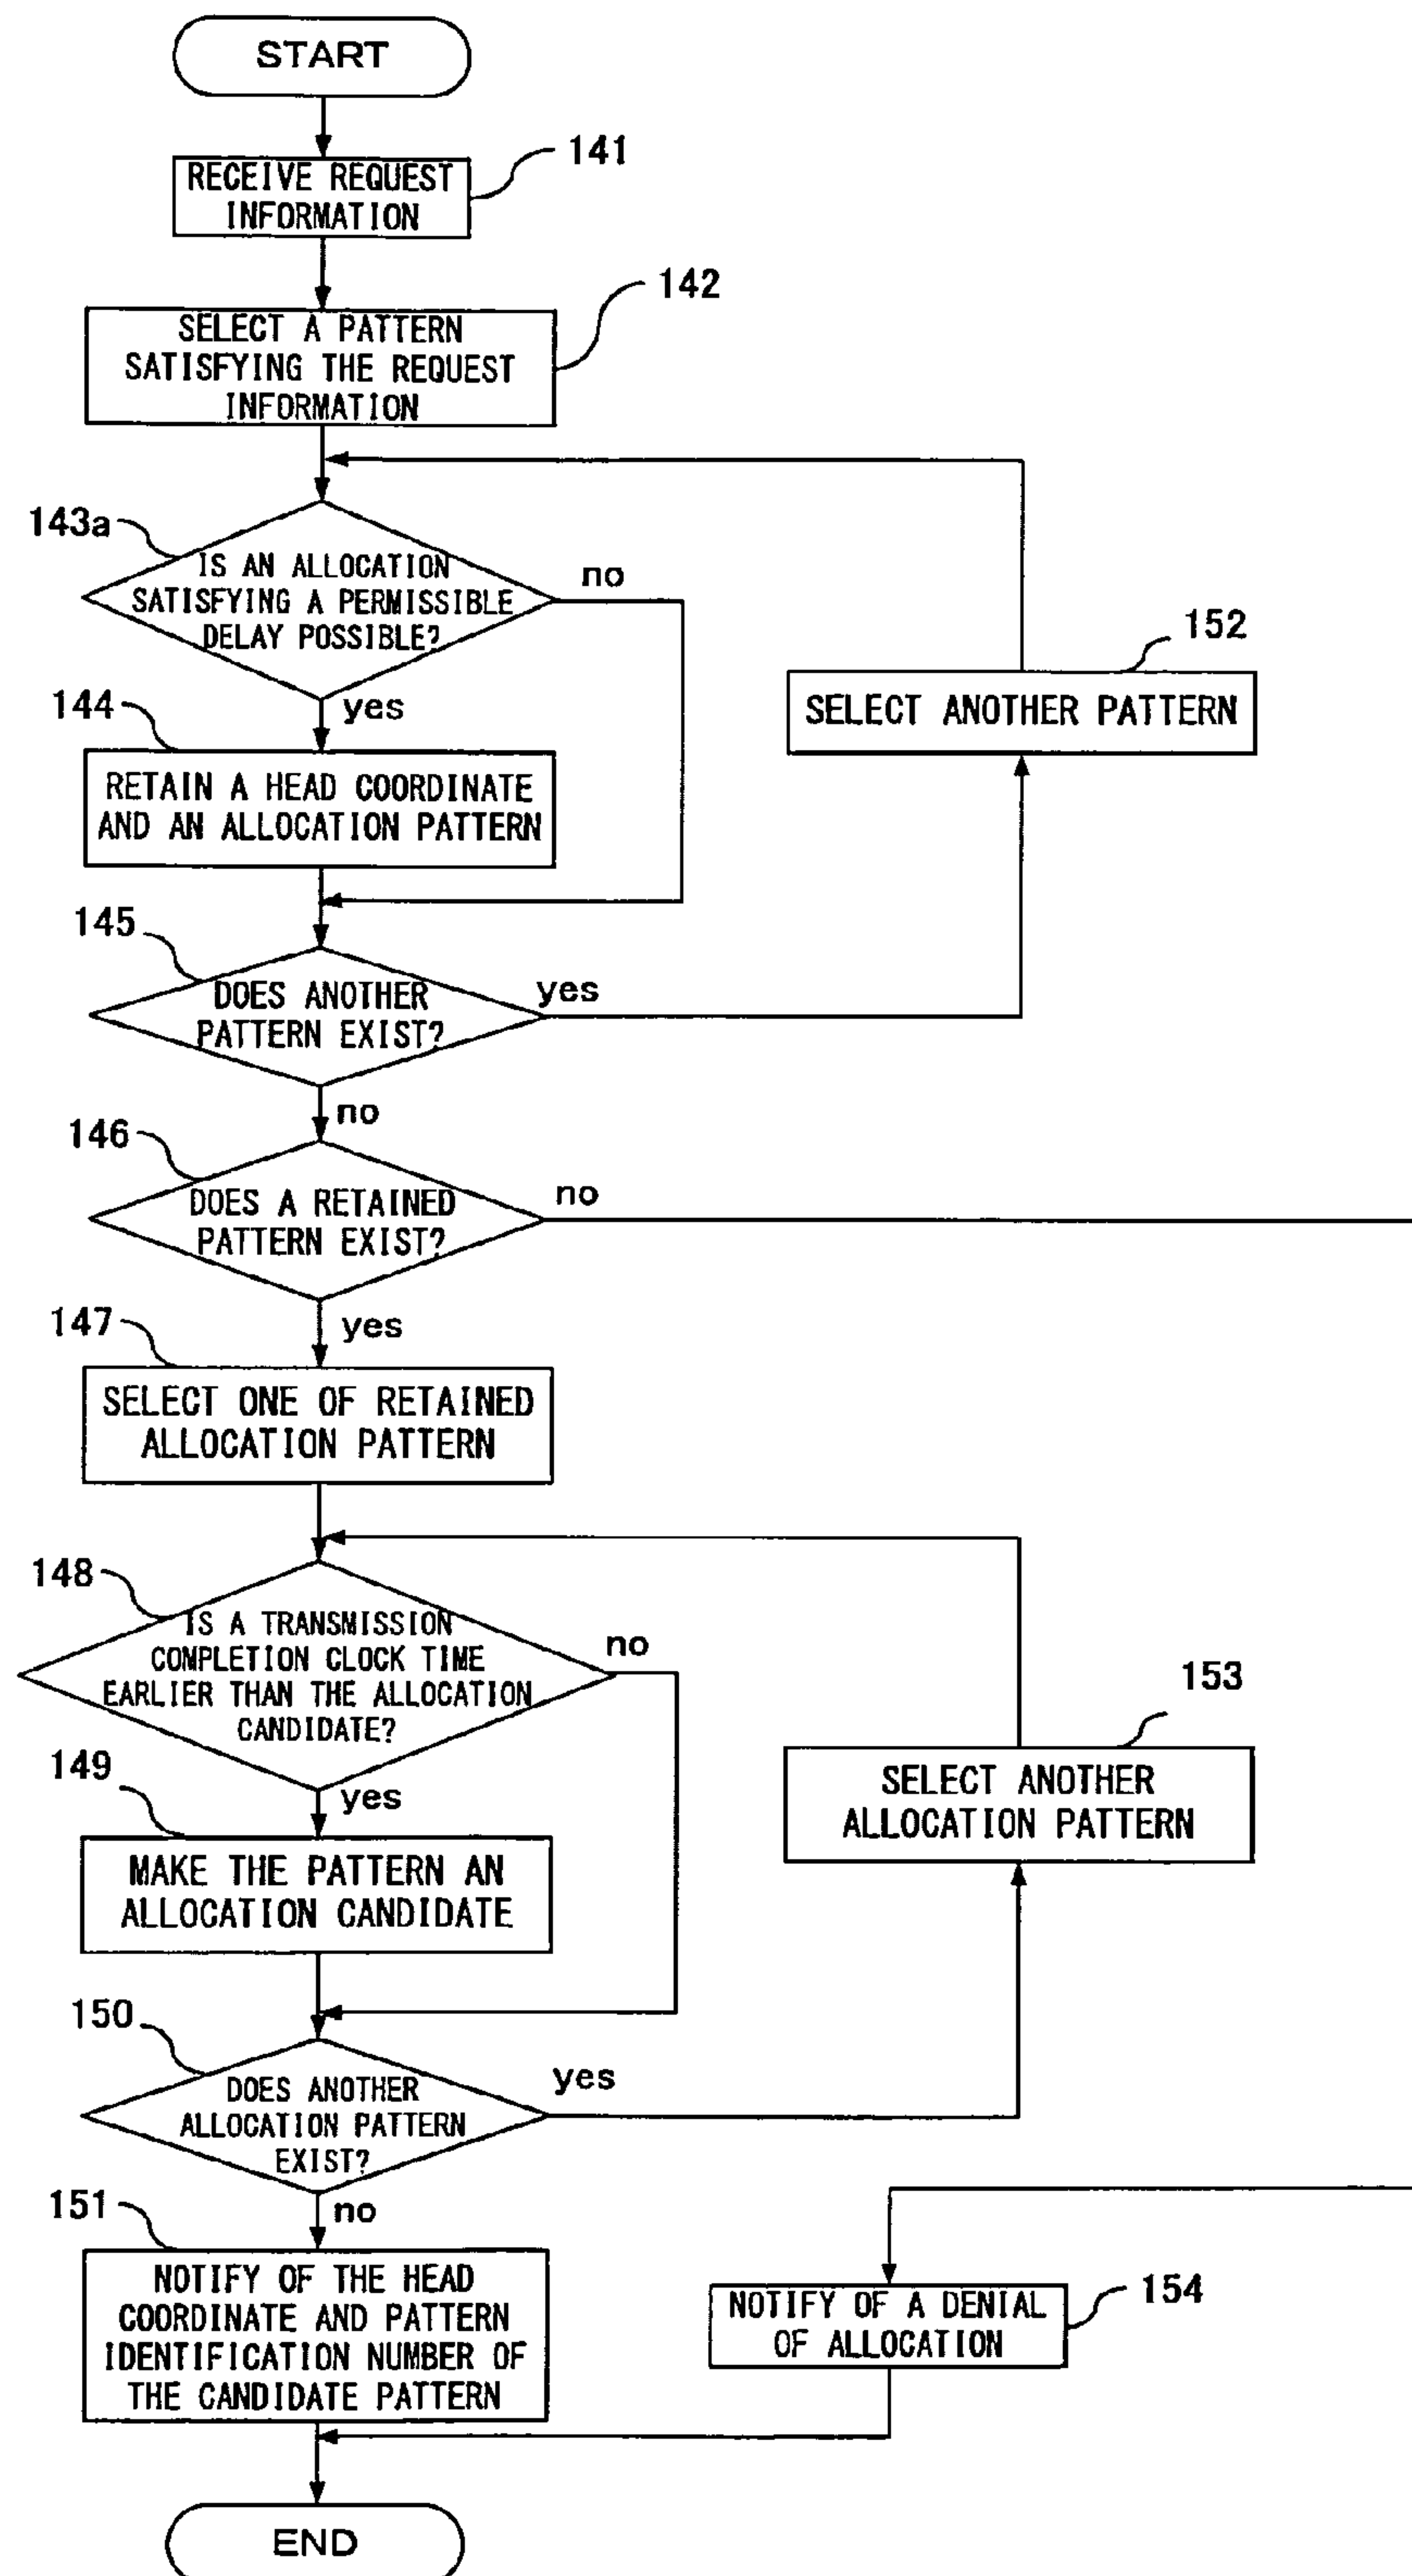 START
141
RECEIVE REQUEST
INFORMATION
142
SELECT A PATTERN
SATISFYING THE REQUEST
INFORMATION
143a
IS AN ALLOCATION
SATISFYING A PERMISSIBLE
DELAY POSSIBLE?
no
yes
152
SELECT ANOTHER PATTERN
144
RETAIN A HEAD COORDINATE
AND AN ALLOCATION PATTERN
145
DOES ANOTHER
PATTERN EXIST?
yes
no
146
DOES A RETAINED
PATTERN EXIST?
no
yes
147
SELECT ONE OF RETAINED
ALLOCATION PATTERN
148
IS A TRANSMISSION
COMPLETION CLOCK TIME
EARLIER THAN THE ALLOCATION
CANDIDATE?
no
yes
153
SELECT ANOTHER
ALLOCATION PATTERN
149
MAKE THE PATTERN AN
ALLOCATION CANDIDATE
150
DOES ANOTHER
ALLOCATION PATTERN
EXIST?
yes
no
151
NOTIFY OF THE HEAD
COORDINATE AND PATTERN
IDENTIFICATION NUMBER OF
THE CANDIDATE PATTERN
154
NOTIFY OF A DENIAL
OF ALLOCATION
END